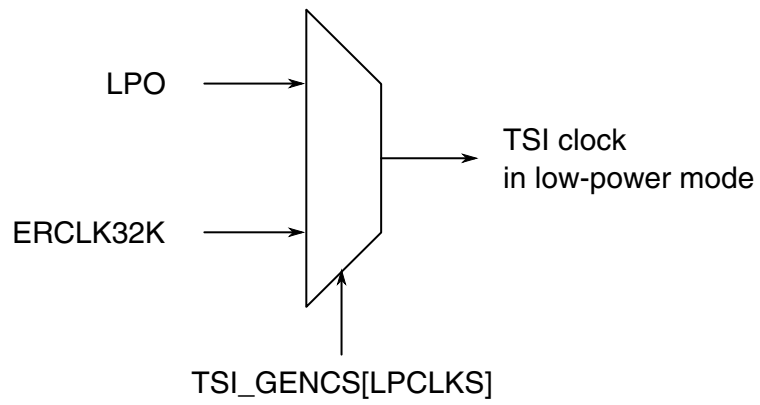 LPO
TSI clock
in low-power mode
ERCLK32K
TSI_GENCS[LPCLKS]